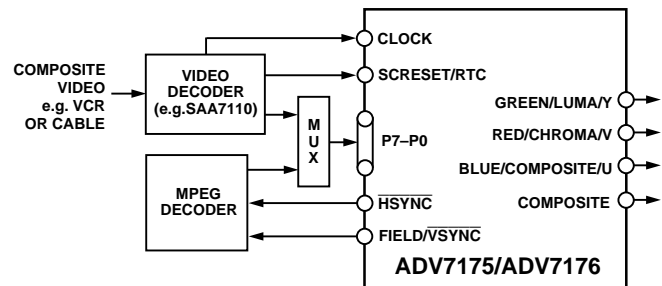 COMPOSITE
VIDEO
e.g. VCR
OR CABLE
VIDEO
DECODER
(e.g.SAA7110)
MPEG
DECODER
M
U
X
CLOCK
SCRESET/RTC
P7–P0
HSYNC
FIELD/VSYNC
GREEN/LUMA/Y
RED/CHROMA/V
BLUE/COMPOSITE/U
COMPOSITE
ADV7175/ADV7176